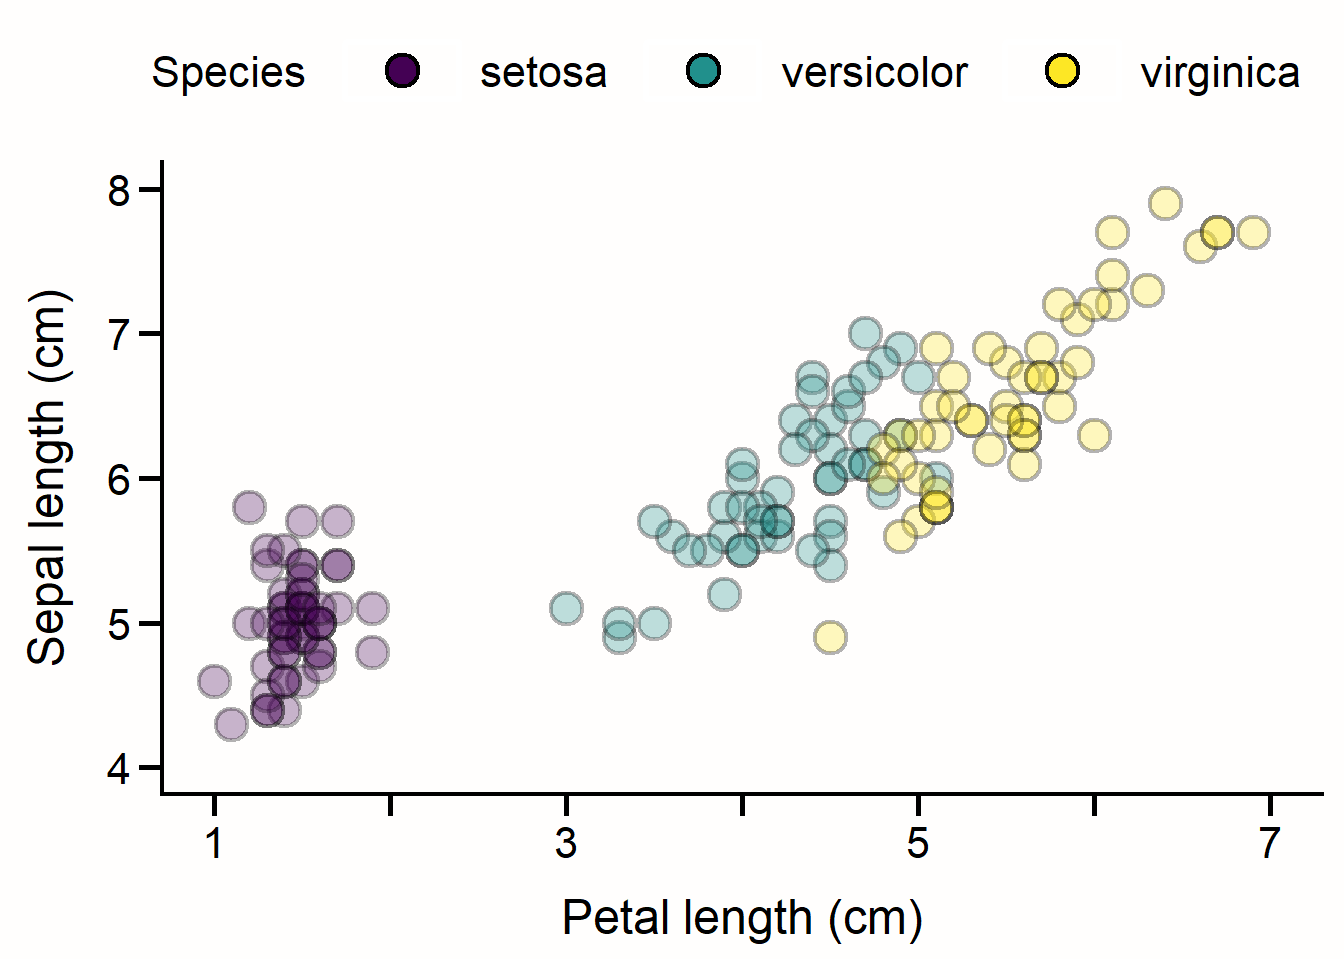 Species setosa versicolor virginica
8
7
6
5
4
Sepal length (cm)
1 3 5 7
Petal length (cm)